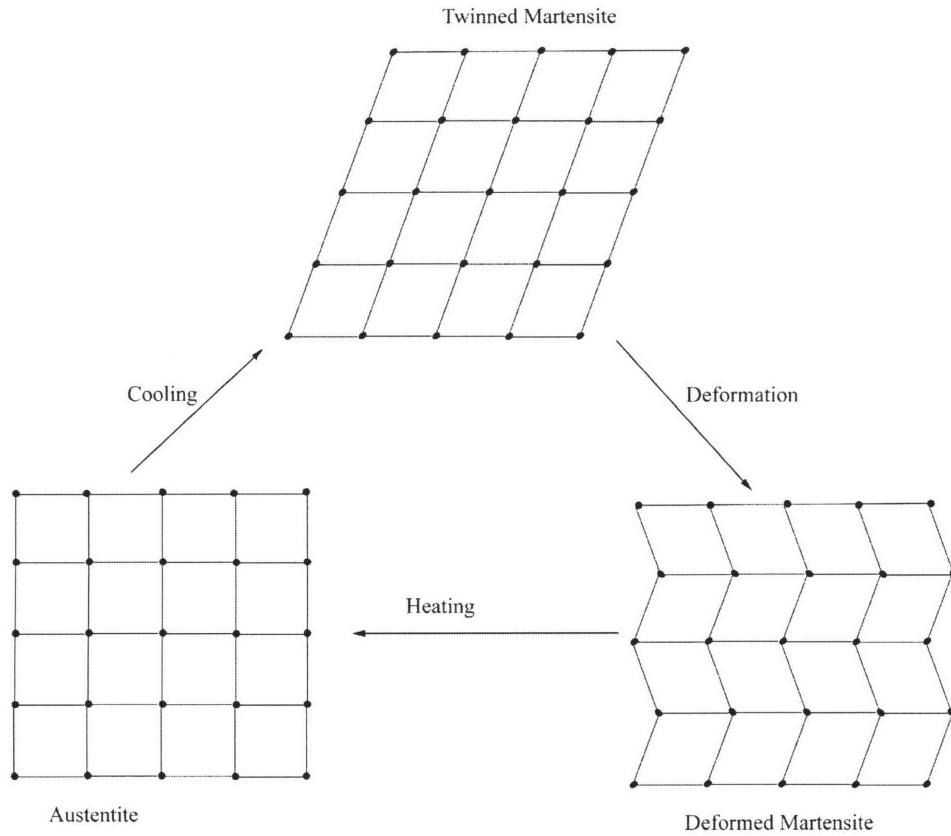 Twinned Martensite
Cooling
Deformation
Heating
Austentite
Deformed Martensite